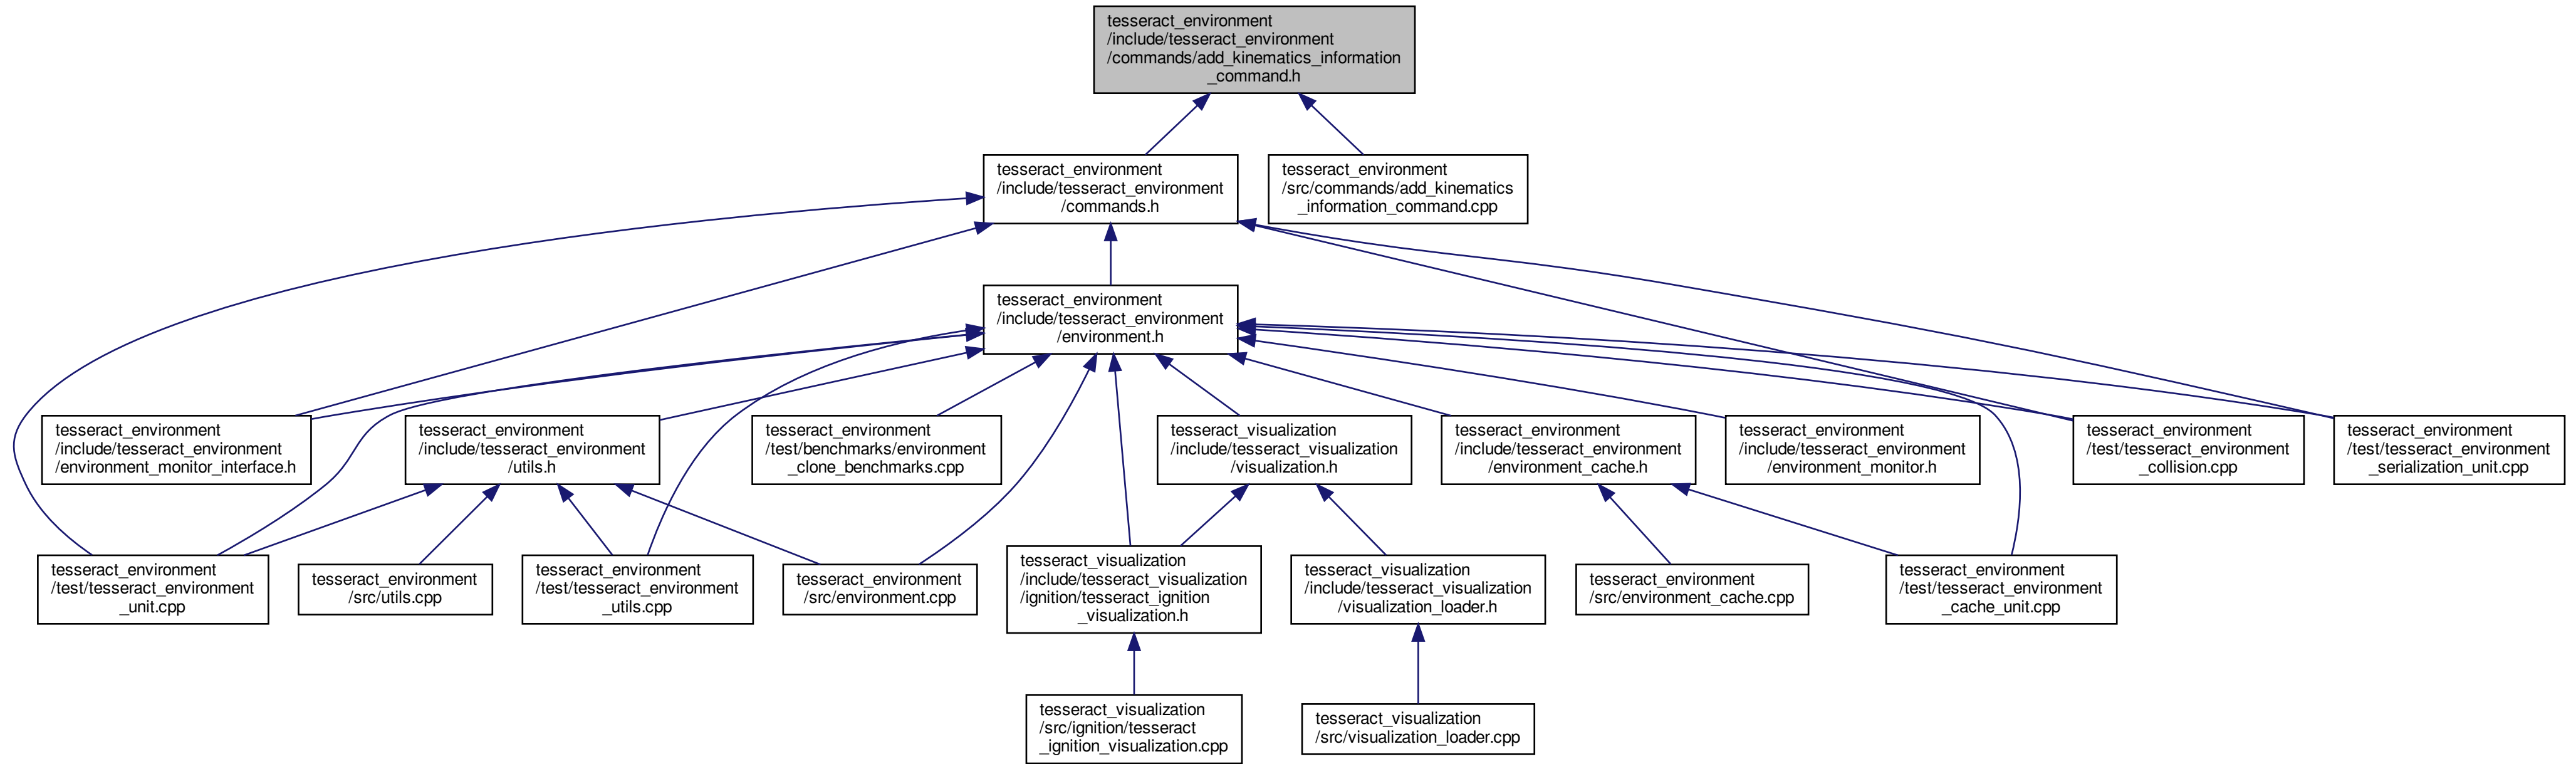 tesseract_environment
/include/tesseract_environment
/commands/add_kinematics_information
_command.h
tesseract_environment
/include/tesseract_environment
/commands.h
tesseract_environment
/src/commands/add_kinematics
_information_command.cpp
tesseract_environment
/include/tesseract_environment
/environment.h
tesseract_environment
/include/tesseract_environment
/environment_monitor_interface.h
tesseract_environment
/include/tesseract_environment
/utils.h
tesseract_environment
/test/benchmarks/environment
_clone_benchmarks.cpp
tesseract_visualization
/include/tesseract_visualization
/visualization.h
tesseract_environment
/include/tesseract_environment
/environment_cache.h
tesseract_environment
/include/tesseract_environment
/environment_monitor.h
tesseract_environment
/test/tesseract_environment
_collision.cpp
tesseract_environment
/test/tesseract_environment
_serialization_unit.cpp
tesseract_environment
/test/tesseract_environment
_unit.cpp
tesseract_environment
/src/utils.cpp
tesseract_environment
/test/tesseract_environment
_utils.cpp
tesseract_environment
/src/environment.cpp
tesseract_visualization
/include/tesseract_visualization
/ignition/tesseract_ignition
_visualization.h
tesseract_visualization
/include/tesseract_visualization
/visualization_loader.h
tesseract_environment
/src/environment_cache.cpp
tesseract_environment
/test/tesseract_environment
_cache_unit.cpp
tesseract_visualization
/src/ignition/tesseract
_ignition_visualization.cpp
tesseract_visualization
/src/visualization_loader.cpp